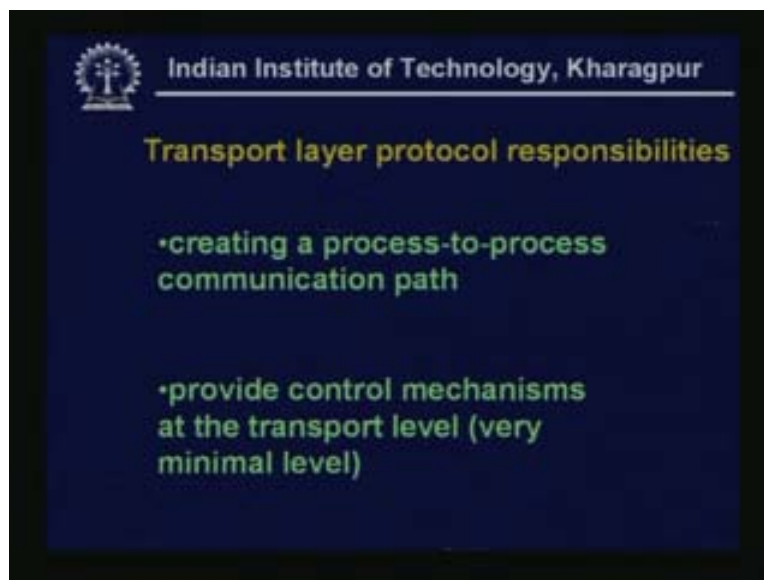 Indian Institute of Technology, Kharagpur
Transport layer protocol responsibilities
•creating a process-to-process
communication path
•provide control mechanisms
at the transport level (very
minimal level)